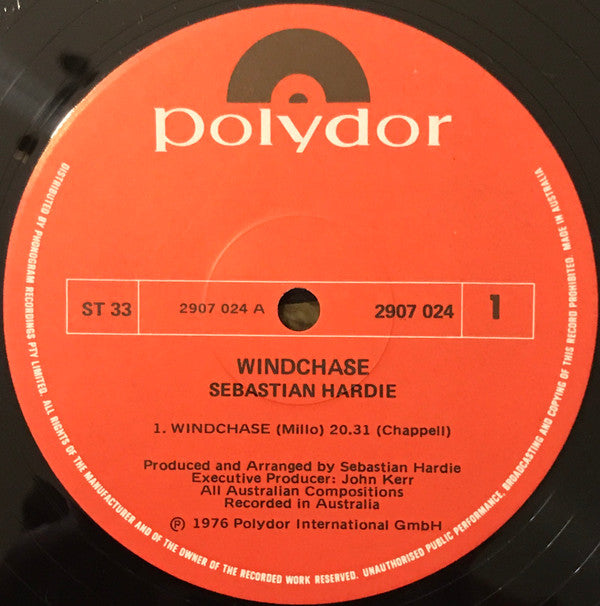 polydor
ST 33 2907 024 A 2907 024 1
WINDCHASE
SEBASTIAN HARDIE
1. WINDCHASE (Millo) 20.31 (Chappell)
Produced and Arranged by Sebastian Hardie
Executive Producer: John Kerr
All Australian Compositions
Recorded in Australia
℗ 1976 Polydor International GmbH
DISTRIBUTED BY PHONOGRAM RECORDINGS PTY LIMITED. ALL RIGHTS OF THE MANUFACTURER AND OF THE OWNER OF THE RECORDED WORK RESERVED. UNAUTHORISED PUBLIC PERFORMANCE, BROADCASTING AND COPYING OF THIS RECORD PROHIBITED. MADE IN AUSTRALIA